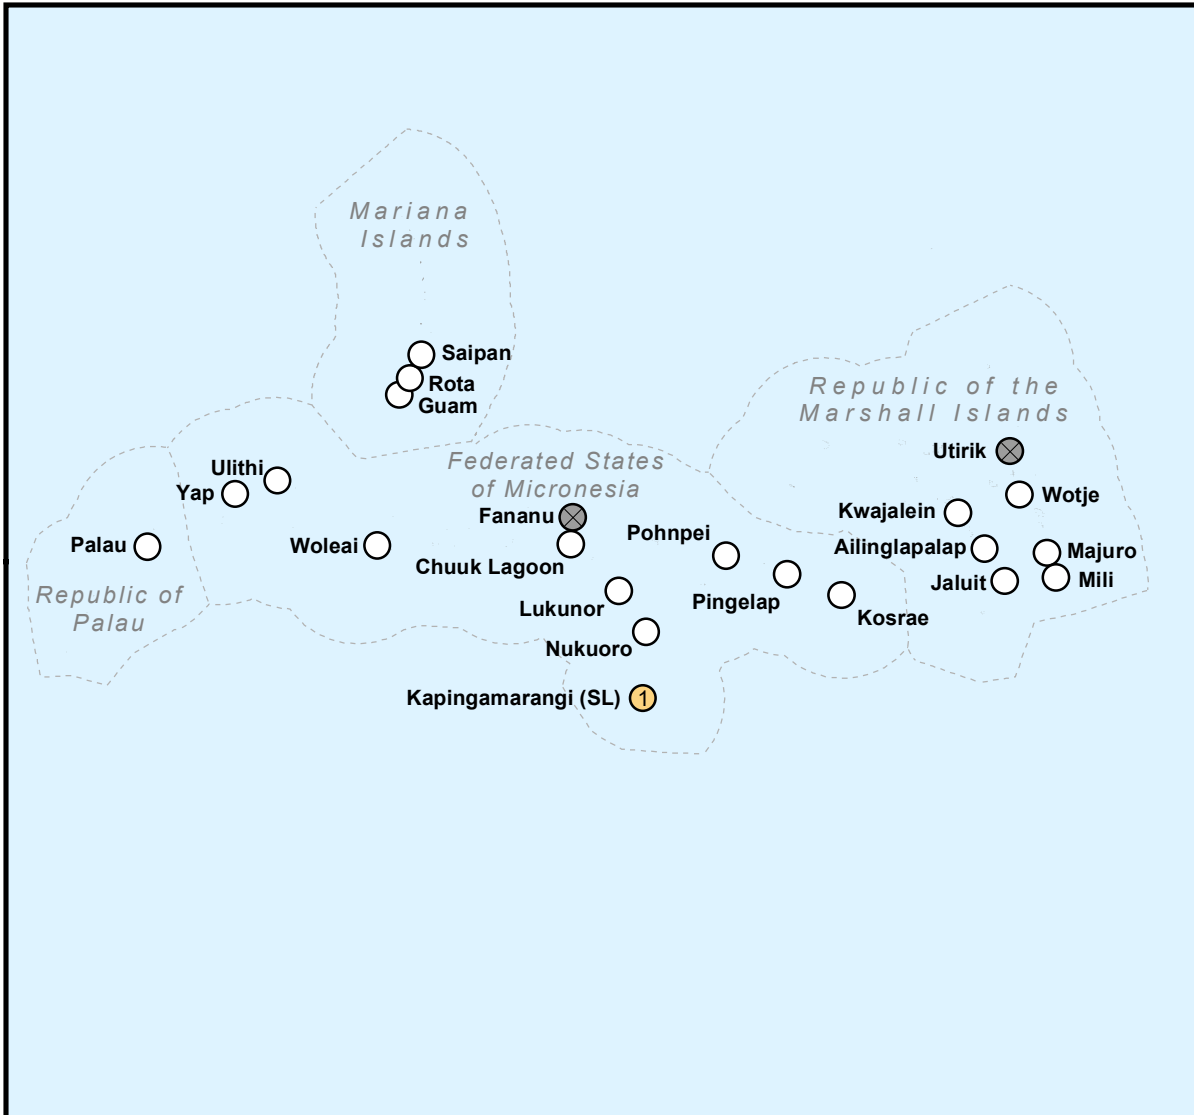 Mariana
Islands
Saipan
Rota
Guam
Republic of the
Marshall Islands
Utirik
Federated States
of Micronesia
Ulithi
Yap
Wotje
Kwajalein
Fananu
Pohnpei
Palau
Woleai
Chuuk Lagoon
Ailinglapalap
Majuro
Republic of
Palau
Lukunor
Pingelap
Jaluit
Mili
Kosrae
Nukuoro
Kapingamarangi (SL) 1